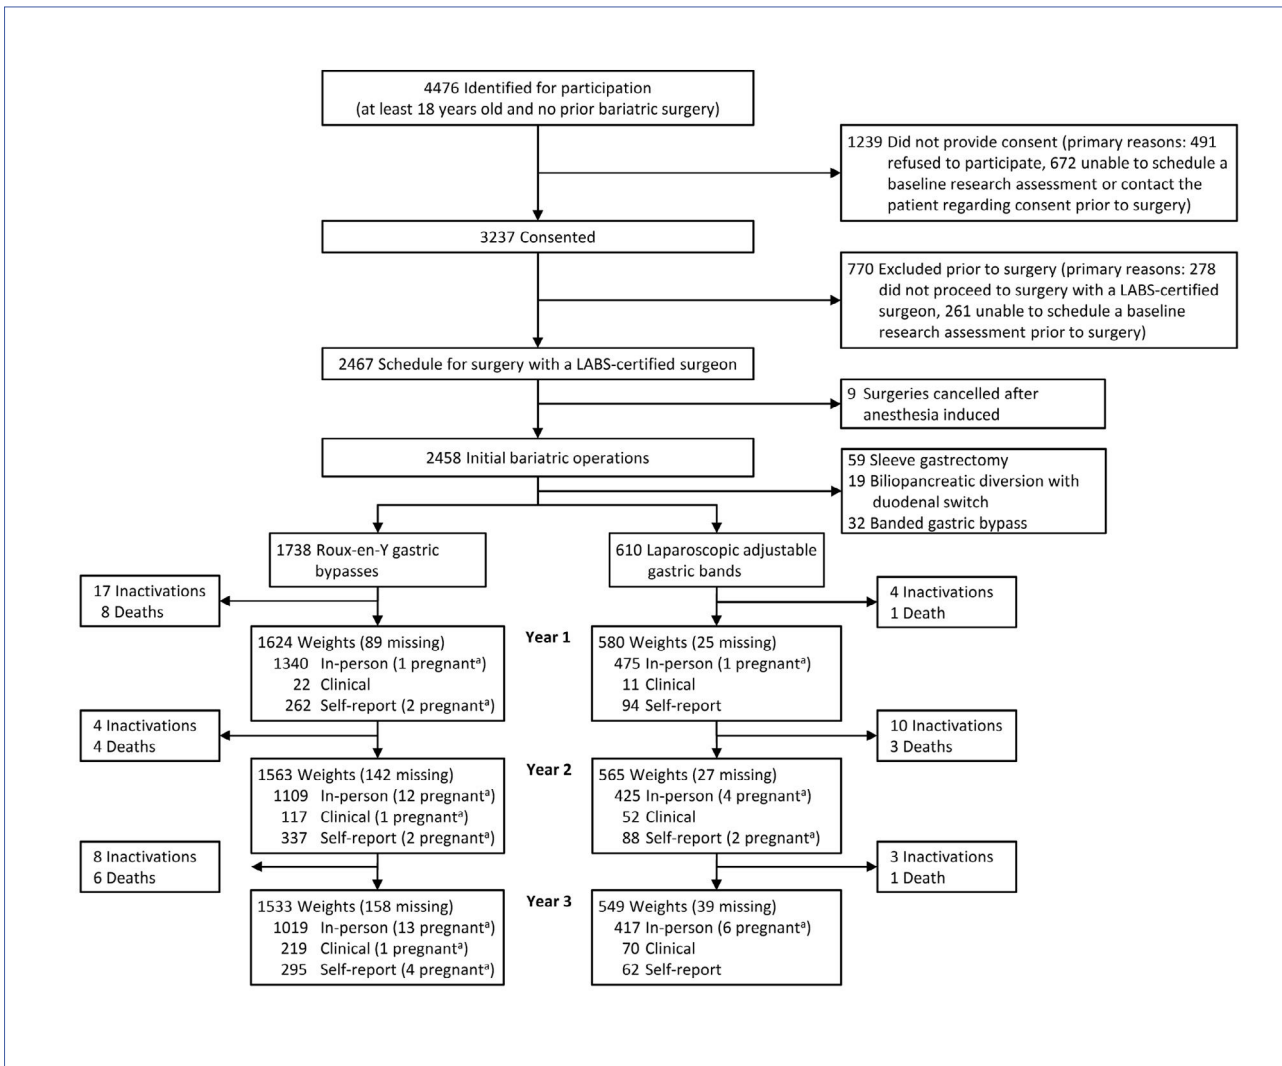 4476 Identified for participation
(at least 18 years old and no prior bariatric surgery)
1239 Did not provide consent (primary reasons: 491
refused to participate, 672 unable to schedule a
baseline research assessment or contact the
patient regarding consent prior to surgery)
3237 Consented
770 Excluded prior to surgery (primary reasons: 278
did not proceed to surgery with a LABS-certified
surgeon, 261 unable to schedule a baseline
research assessment prior to surgery)
2467 Schedule for surgery with a LABS-certified surgeon
9 Surgeries cancelled after
anesthesia induced
2458 Initial bariatric operations
59 Sleeve gastrectomy
19 Biliopancreatic diversion with
duodenal switch
32 Banded gastric bypass
1738 Roux-en-Y gastric
bypasses
610 Laparoscopic adjustable
gastric bands
17 Inactivations
8 Deaths
4 Inactivations
1 Death
Year 1
1624 Weights (89 missing)
1340 In-person (1 pregnantᵃ)
22 Clinical
262 Self-report (2 pregnantᵃ)
580 Weights (25 missing)
475 In-person (1 pregnantᵃ)
11 Clinical
94 Self-report
4 Inactivations
4 Deaths
10 Inactivations
3 Deaths
Year 2
1563 Weights (142 missing)
1109 In-person (12 pregnantᵃ)
117 Clinical (1 pregnantᵃ)
337 Self-report (2 pregnantᵃ)
565 Weights (27 missing)
425 In-person (4 pregnantᵃ)
52 Clinical
88 Self-report (2 pregnantᵃ)
8 Inactivations
6 Deaths
3 Inactivations
1 Death
Year 3
1533 Weights (158 missing)
1019 In-person (13 pregnantᵃ)
219 Clinical (1 pregnantᵃ)
295 Self-report (4 pregnantᵃ)
549 Weights (39 missing)
417 In-person (6 pregnantᵃ)
70 Clinical
62 Self-report